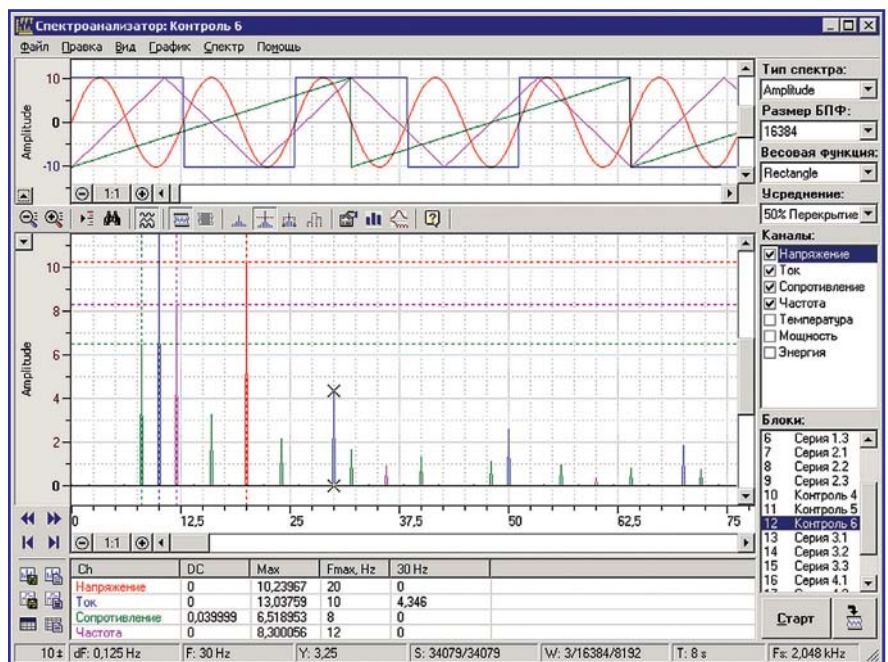 Спектроанализатор: Контроль 6
Файл Правка Вид График Спектр Помощь
Amplitude
10
0
-10
1:1
Тип спектра:
Amplitude
Размер БПФ:
16384
Весовая функция:
Rectangle
Усреднение:
50% Перекрытие
Каналы:
Напряжение
Ток
Сопротивление
Частота
Температура
Мощность
Энергия
Amplitude
10
8
6
4
2
0
0 12,5 25 37,5 50 62,5 75
1:1
Блоки:
6 Серия 1.3
7 Серия 2.1
8 Серия 2.2
9 Серия 2.3
10 Контроль 4
11 Контроль 5
12 Контроль 6
13 Серия 3.1
14 Серия 3.2
15 Серия 3.3
16 Серия 4.1
Старт
Ch DC Max Fmax, Hz 30 Hz
Напряжение 0 10,23967 20 0
Ток 0 13,03759 10 4,346
Сопротивление 0,039999 6,518953 8 0
Частота 0 8,300056 12 0
10± dF: 0,125 Hz F: 30 Hz Y: 3,25 S: 34079/34079 W: 3/16384/8192 T: 8 s Fs: 2,048 kHz